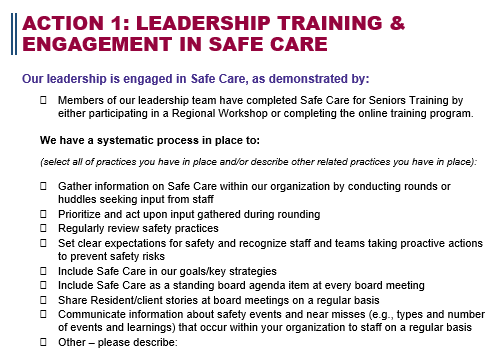 ACTION 1: LEADERSHIP TRAINING &
ENGAGEMENT IN SAFE CARE
Our leadership is engaged in Safe Care, as demonstrated by:
Members of our leadership team have completed Safe Care for Seniors Training by
either participating in a Regional Workshop or completing the online training program.
We have a systematic process in place to:
(select all of practices you have in place and/or describe other related practices you have in place):
Gather information on Safe Care within our organization by conducting rounds or
huddles seeking input from staff
Prioritize and act upon input gathered during rounding
Regularly review safety practices
Set clear expectations for safety and recognize staff and teams taking proactive actions
to prevent safety risks
Include Safe Care in our goals/key strategies
Include Safe Care as a standing board agenda item at every board meeting
Share Resident/client stories at board meetings on a regular basis
Communicate information about safety events and near misses (e.g., types and number
of events and learnings) that occur within your organization to staff on a regular basis
Other – please describe: